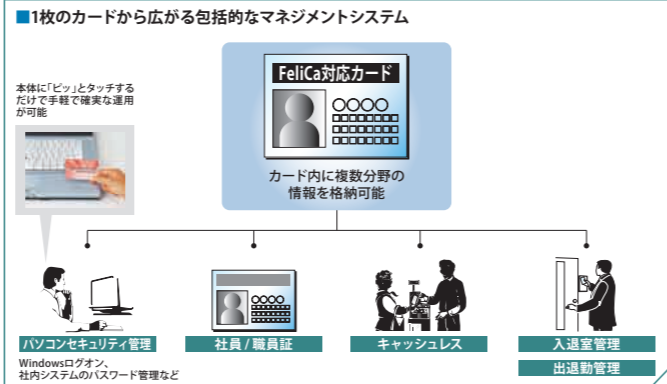 ■1枚のカードから広がる包括的なマネジメントシステム
FeliCa対応カード
○○○○
カード内に複数分野の
情報を格納可能
本体に「ピッ」とタッチする
だけで手軽で確実な運用
が可能
パソコンセキュリティ管理
Windowsログオン、
社内システムのパスワード管理など
社員 / 職員証
○○○○
キャッシュレス
入退室管理
出退勤管理